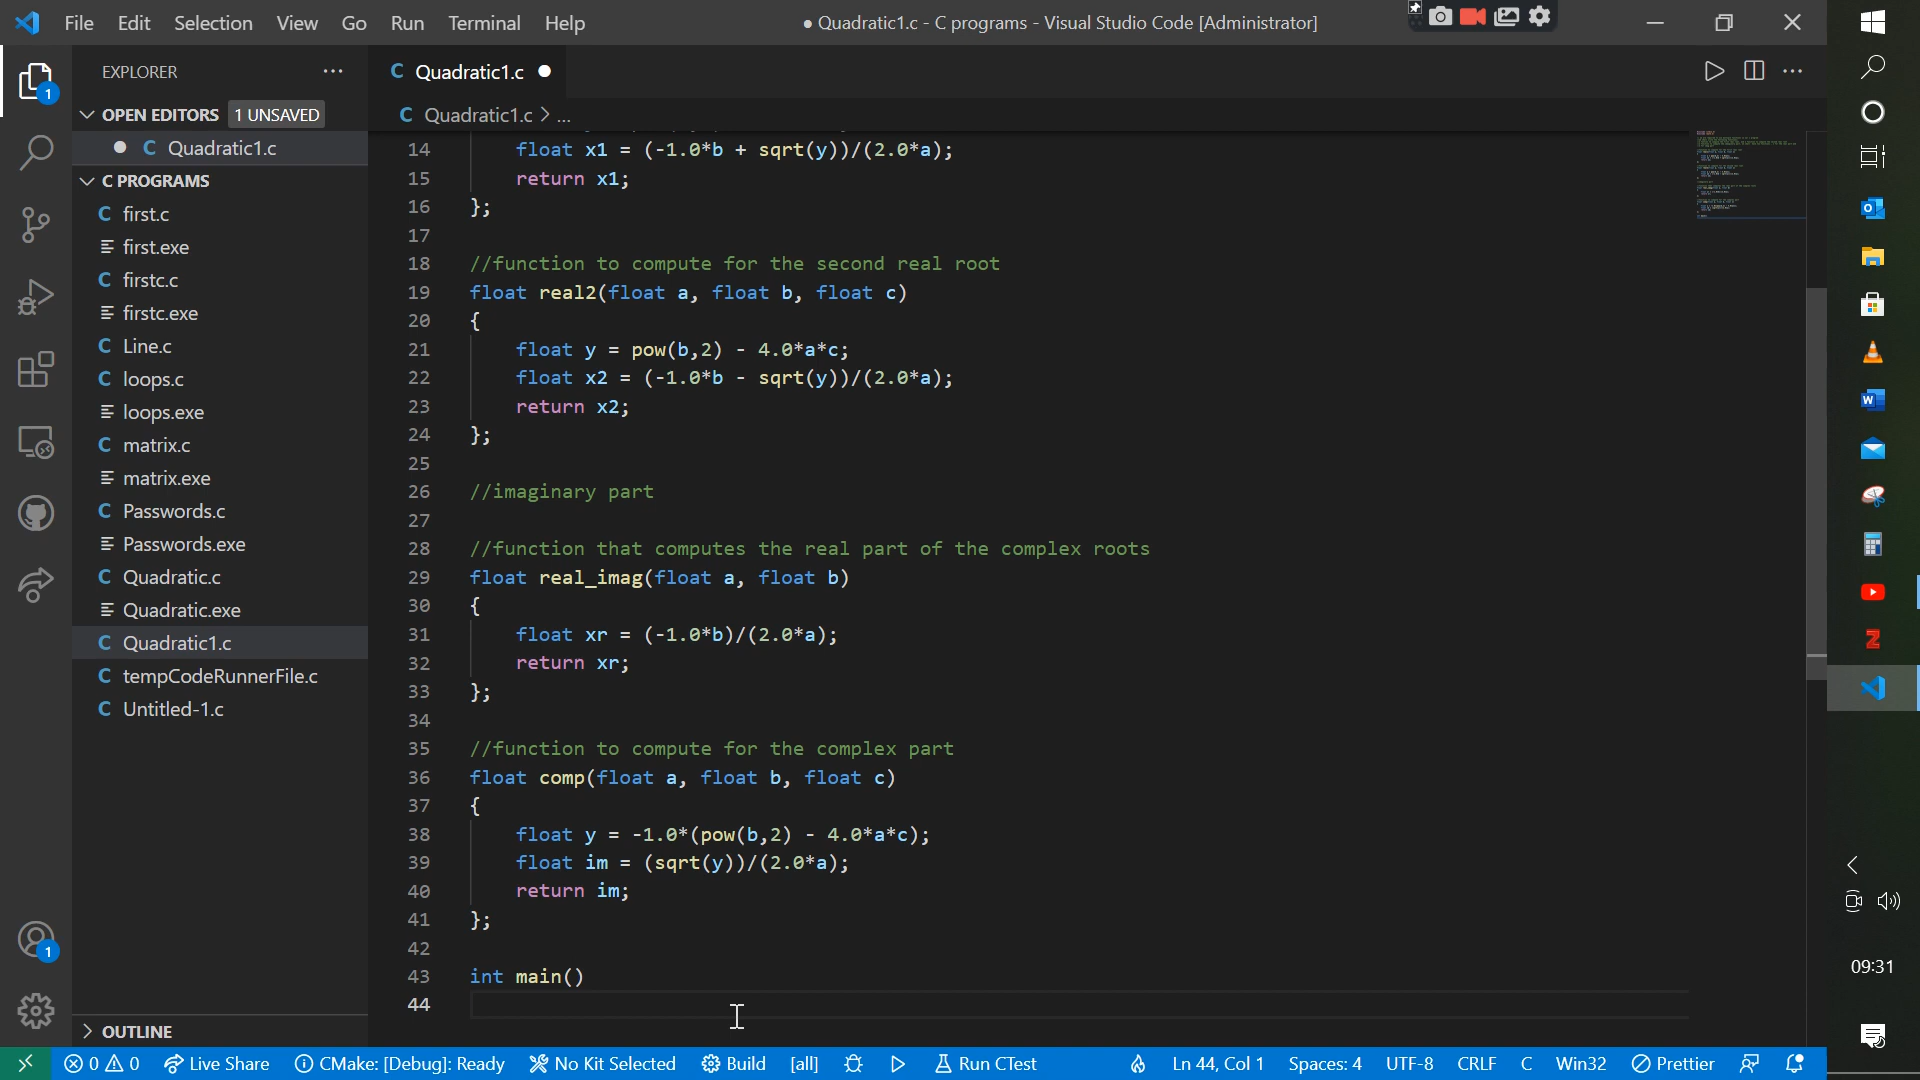 File Edit Selection View Go Run Terminal Help
● Quadratic1.c - C programs - Visual Studio Code [Administrator]
EXPLORER
OPEN EDITORS 1 UNSAVED
Quadratic1.c
C PROGRAMS
first.c
first.exe
firstc.c
firstc.exe
Line.c
loops.c
loops.exe
matrix.c
matrix.exe
Passwords.c
Passwords.exe
Quadratic.c
Quadratic.exe
Quadratic1.c
tempCodeRunnerFile.c
Untitled-1.c
OUTLINE
C Quadratic1.c
C Quadratic1.c > ...
14 float x1 = (-1.0*b + sqrt(y))/(2.0*a);
15 return x1;
16 };
17
18 //function to compute for the second real root
19 float real2(float a, float b, float c)
20 {
21 float y = pow(b,2) - 4.0*a*c;
22 float x2 = (-1.0*b - sqrt(y))/(2.0*a);
23 return x2;
24 };
25
26 //imaginary part
27
28 //function that computes the real part of the complex roots
29 float real_imag(float a, float b)
30 {
31 float xr = (-1.0*b)/(2.0*a);
32 return xr;
33 };
34
35 //function to compute for the complex part
36 float comp(float a, float b, float c)
37 {
38 float y = -1.0*(pow(b,2) - 4.0*a*c);
39 float im = (sqrt(y))/(2.0*a);
40 return im;
41 };
42
43 int main()
44
09:31
0 0 Live Share CMake: [Debug]: Ready No Kit Selected Build [all] Run CTest Ln 44, Col 1 Spaces: 4 UTF-8 CRLF C Win32 Prettier